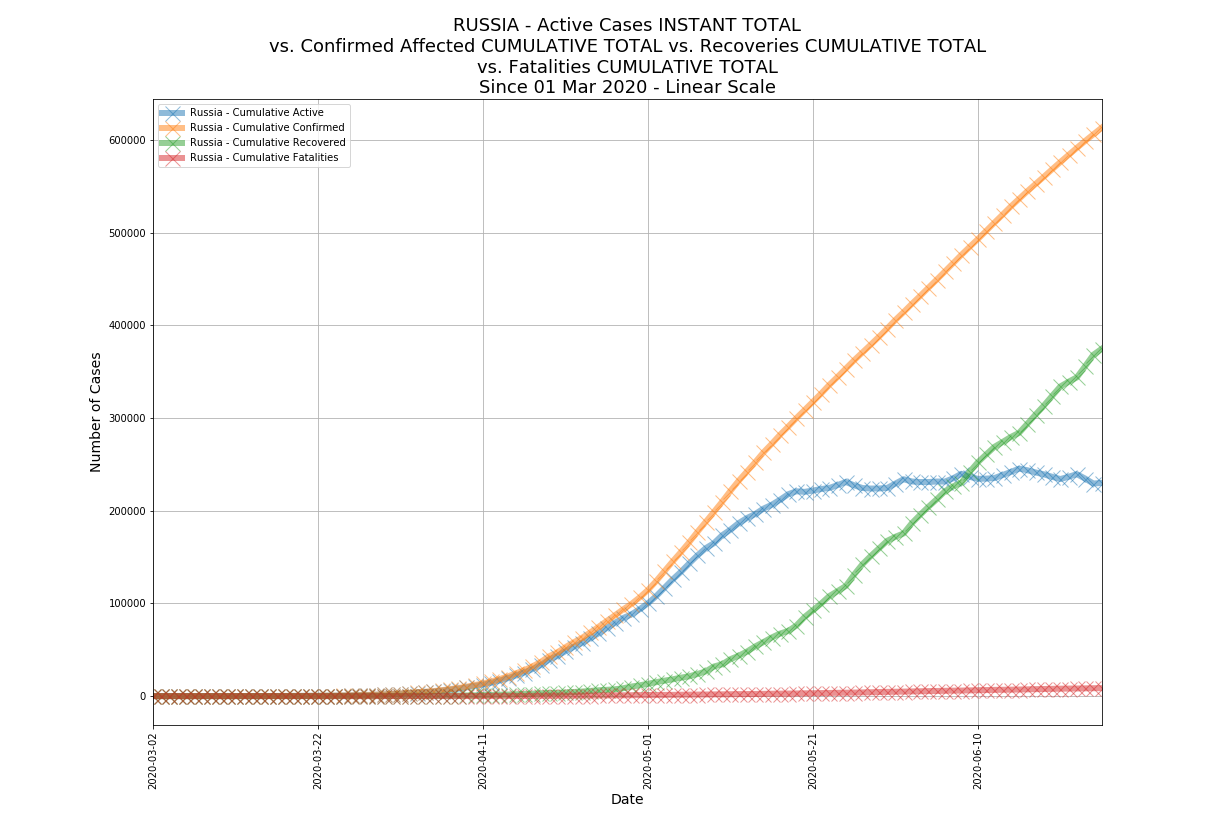 RUSSIA - Active Cases INSTANT TOTAL
vs. Confirmed Affected CUMULATIVE TOTAL vs. Recoveries CUMULATIVE TOTAL
vs. Fatalities CUMULATIVE TOTAL
Since 01 Mar 2020 - Linear Scale
Russia - Cumulative Active
Russia - Cumulative Confirmed
Russia - Cumulative Recovered
Russia - Cumulative Fatalities
Number of Cases
600000
500000
400000
300000
200000
100000
0
2020-03-02
2020-03-22
2020-04-11
2020-05-01
2020-05-21
2020-06-10
Date